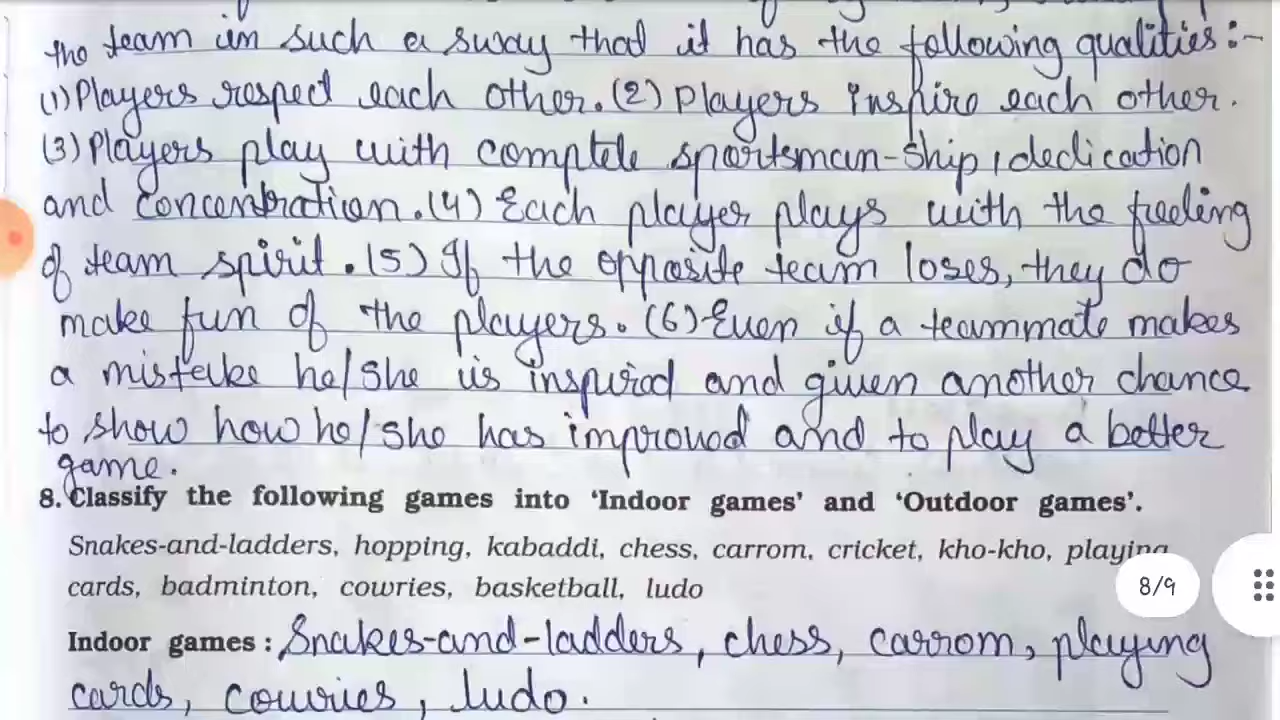 the team in such a sway that it has the following qualities :-
(1) Players respect each other. (2) Players inspire each other.
(3) Players play with complete sportsman-ship, dedication
and concentration. (4) Each player plays with the feeling
of team spirit. (5) If the opposite team loses, they do
make fun of the players. (6) Even if a teammate makes
a mistake he/she is inspired and given another chance
to show how he/she has improved and to play a better
game.
8. Classify the following games into 'Indoor games' and 'Outdoor games'.
Snakes-and-ladders, hopping, kabaddi, chess, carrom, cricket, kho-kho, playing
cards, badminton, cowries, basketball, ludo
8/9
Indoor games : Snakes-and-ladders, chess, carrom, playing
cards, cowries, ludo.